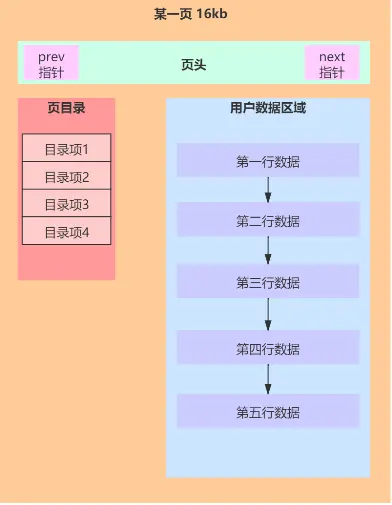 某一页 16kb
prev
指针
页头
next
指针
页目录
目录项1
目录项2
目录项3
目录项4
用户数据区域
第一行数据
第二行数据
第三行数据
第四行数据
第五行数据